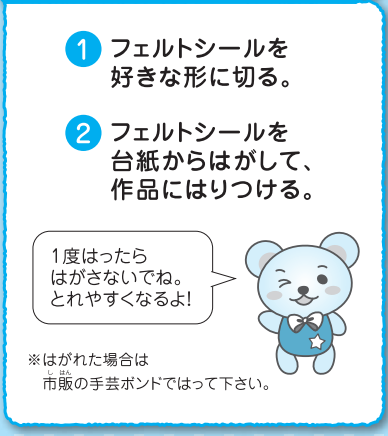 1 フェルトシールを
好きな形に切る。
2 フェルトシールを
台紙からはがして、
作品にはりつける。
1度はったら
はがさないでね。
とれやすくなるよ!
※はがれた場合は
しはん
市販の手芸ボンドではって下さい。